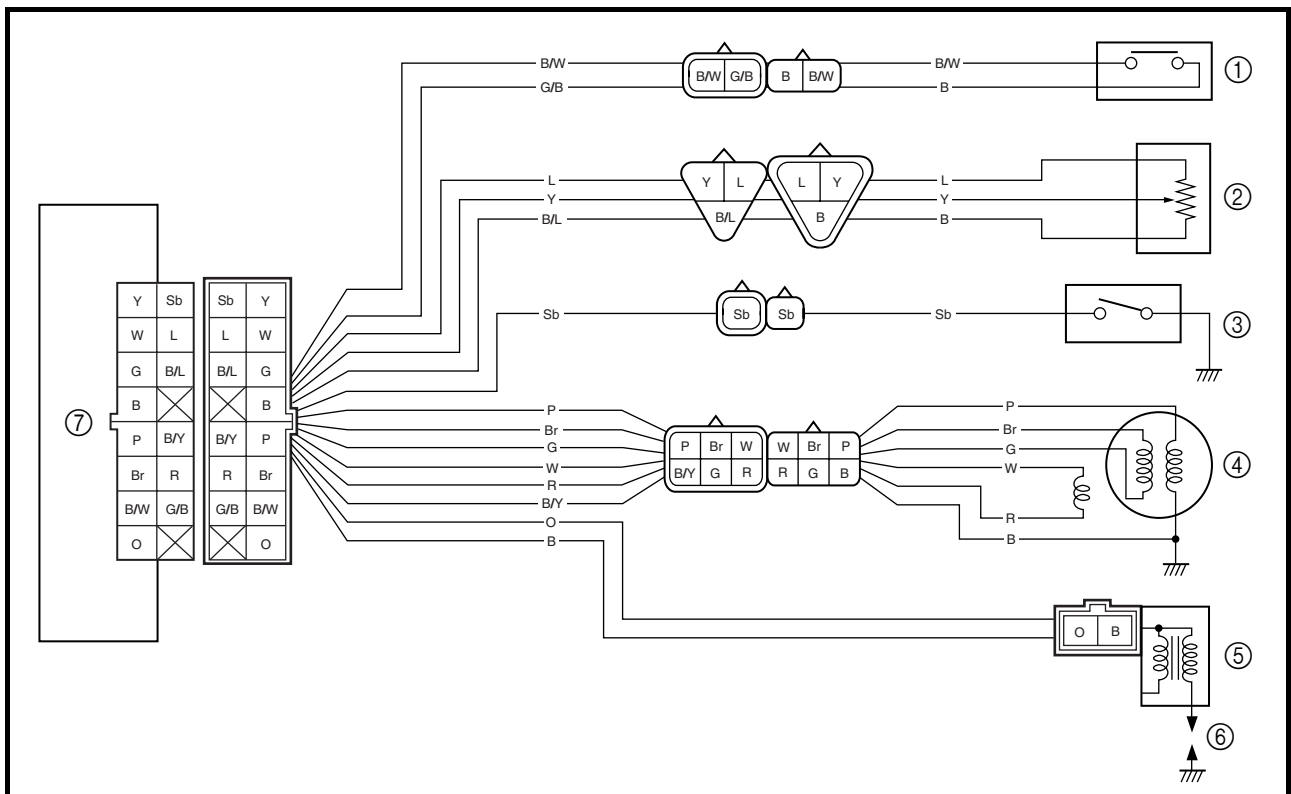 B/W B/W G/B B B/W B/W ①
G/B B
L Y L L Y L
Y Y ②
B/L B/L B B
Y Sb Sb Y
Sb Sb Sb Sb ③
W L L W
G B/L B/L G
B B
⑦
P B/Y B/Y P
Br R R Br
B/W G/B G/B B/W
O O
P P
Br P Br W W Br P Br
G G
W W ④
R B/Y G R R G B
B/Y R
O B
B
O B ⑤
⑥